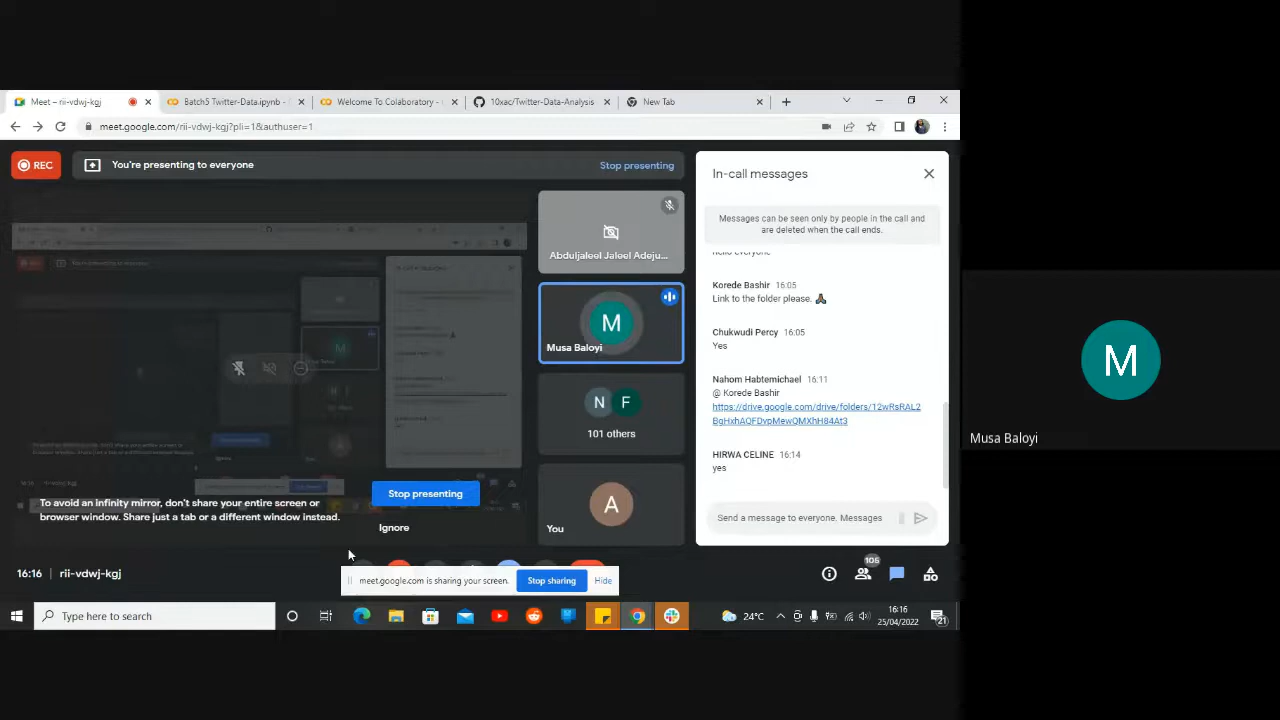 Meet – rii-vdwj-kgj
Batch5 Twitter-Data.ipynb -
Welcome To Colaboratory -
10xac/Twitter-Data-Analysis
New Tab
meet.google.com/rii-vdwj-kgj?pli=1&authuser=1
REC
You're presenting to everyone
Stop presenting
In-call messages
Messages can be seen only by people in the call and
are deleted when the call ends.
hello everyone
Korede Bashir 16:05
Link to the folder please. 🙏🏾
Chukwudi Percy 16:05
Yes
Nahom Habtemichael 16:11
@ Korede Bashir
https://drive.google.com/drive/folders/12wRsRAL2
BgHxhAOFDvpMewQMXhH84At3
HIRWA CELINE 16:14
yes
Send a message to everyone. Messages
Abduljaleel Jaleel Adeju...
M
Musa Baloyi
N F
101 others
A
You
To avoid an infinity mirror, don't share your entire screen or
browser window. Share just a tab or a different window instead.
Stop presenting
Ignore
16:16 rii-vdwj-kgj
meet.google.com is sharing your screen.
Stop sharing
Hide
106
Type here to search
24°C
16:16
25/04/2022
21
M
Musa Baloyi